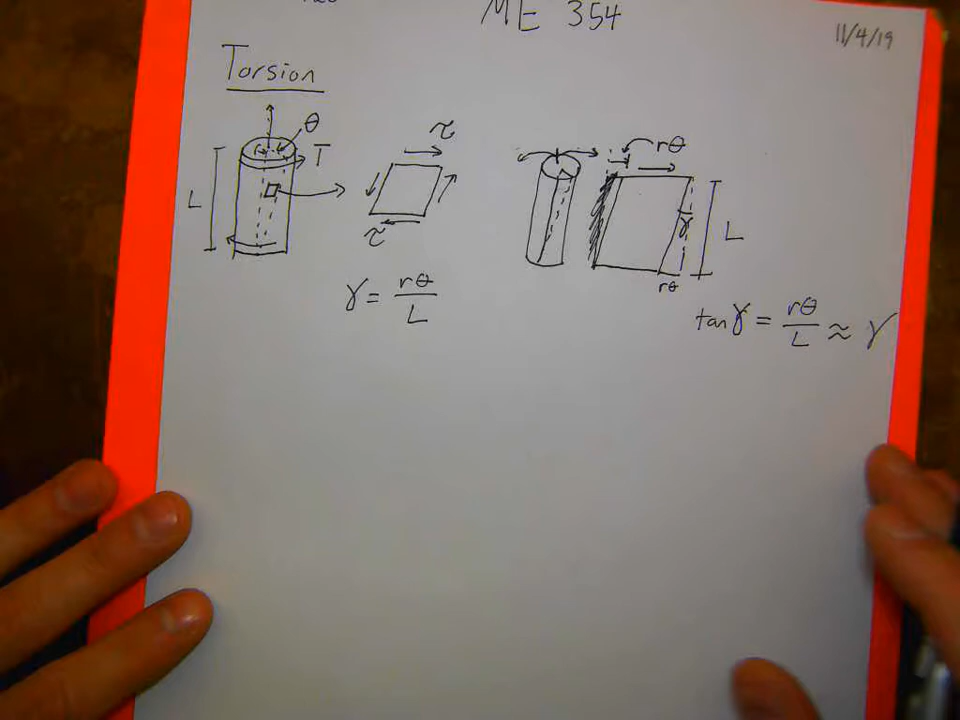 ME 354
11/4/19
Torsion
θ
T
L
τ
τ
γ = rθ/L
rθ
γ
L
rθ
tan γ = rθ/L ≈ γ